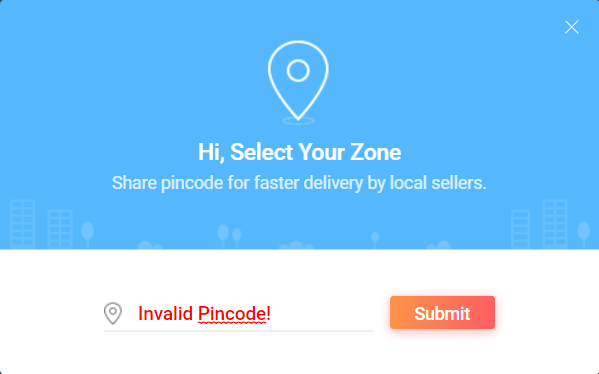 Hi, Select Your Zone
Share pincode for faster delivery by local sellers.
Invalid Pincode!
Submit